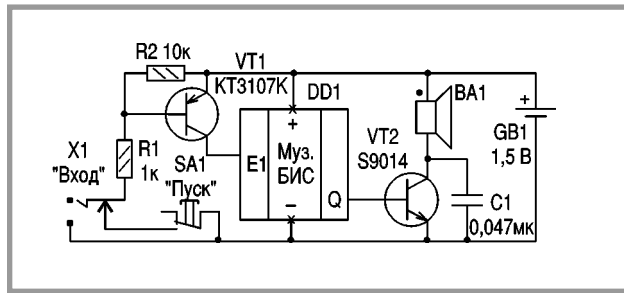 R2 10к
VT1
КТ3107К
DD1
BA1
+
GB1
1,5 В
X1
"Вход"
R1
1к
SA1
"Пуск"
E1
+
Муз.
БИС
−
Q
VT2
S9014
C1
0,047мк